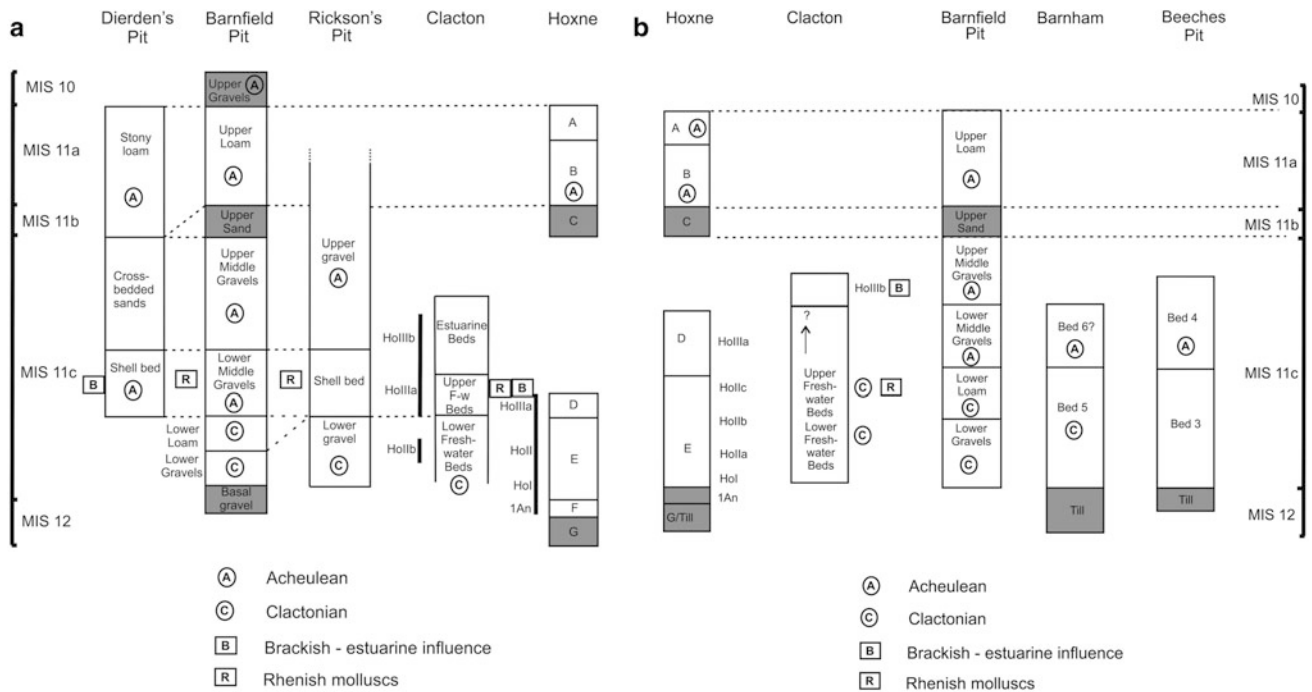 a
Dierden's
Pit
Barnfield
Pit
Rickson's
Pit
Clacton
Hoxne
MIS 10
MIS 11a
MIS 11b
MIS 11c
MIS 12
Stony
loam
A
Cross-
bedded
sands
Shell bed
A
B
Upper
Gravels
A
Upper
Loam
A
Upper
Sand
Upper
Middle
Gravels
A
R
Lower
Middle
Gravels
A
Lower
Loam
C
Lower
Gravels
C
Basal
gravel
Upper
gravel
A
R
Shell bed
Lower
gravel
C
HoIIIb
HoIIIa
HoIIb
Estuarine
Beds
Upper
F-w
Beds
R
B
Lower
Fresh-
water
Beds
C
HoIIIa
HoII
HoI
1An
A
B
A
C
D
E
F
G
A
Acheulean
C
Clactonian
B
Brackish - estuarine influence
R
Rhenish molluscs
b
Hoxne
Clacton
Barnfield
Pit
Barnham
Beeches
Pit
A
A
B
A
C
D
E
G/Till
HoIIIa
HoIIc
HoIIb
HoIIa
HoI
1An
?
Upper
Fresh-
water
Beds
Lower
Fresh-
water
Beds
HoIIIb
B
C
R
C
Upper
Loam
A
Upper
Sand
Upper
Middle
Gravels
A
Lower
Middle
Gravels
A
Lower
Loam
C
Lower
Gravels
C
Bed 6?
A
Bed 5
C
Till
Bed 4
A
Bed 3
Till
MIS 10
MIS 11a
MIS 11b
MIS 11c
MIS 12
A
Acheulean
C
Clactonian
B
Brackish - estuarine influence
R
Rhenish molluscs